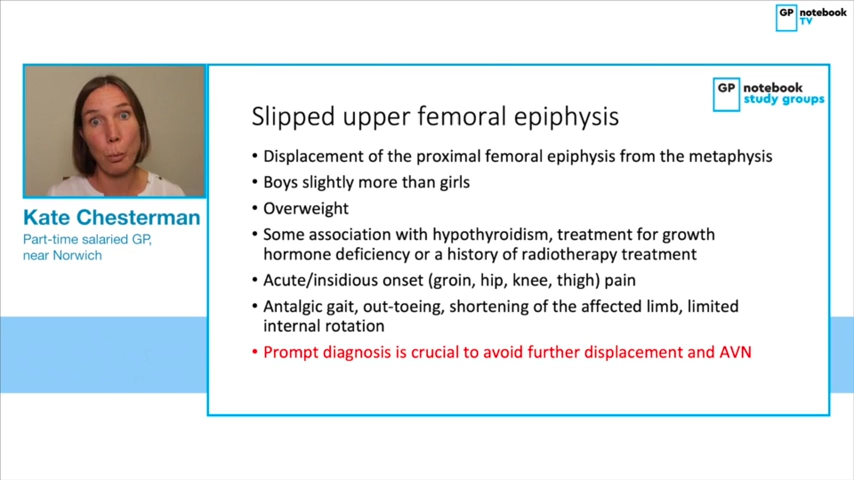 GP notebook
TV
GP notebook
study groups
Slipped upper femoral epiphysis
• Displacement of the proximal femoral epiphysis from the metaphysis
• Boys slightly more than girls
• Overweight
• Some association with hypothyroidism, treatment for growth
hormone deficiency or a history of radiotherapy treatment
• Acute/insidious onset (groin, hip, knee, thigh) pain
• Antalgic gait, out-toeing, shortening of the affected limb, limited
internal rotation
• Prompt diagnosis is crucial to avoid further displacement and AVN
Kate Chesterman
Part-time salaried GP,
near Norwich